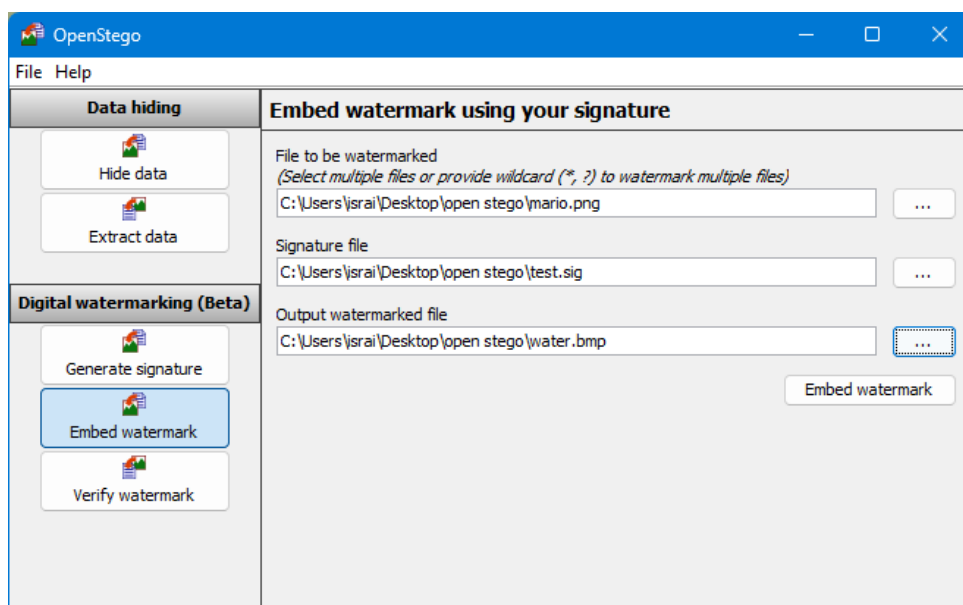 OpenStego
File Help
Data hiding
Hide data
Extract data
Digital watermarking (Beta)
Generate signature
Embed watermark
Verify watermark
Embed watermark using your signature
File to be watermarked
(Select multiple files or provide wildcard (*, ?) to watermark multiple files)
C:\Users\israi\Desktop\open stego\mario.png
...
Signature file
C:\Users\israi\Desktop\open stego\test.sig
...
Output watermarked file
C:\Users\israi\Desktop\open stego\water.bmp
...
Embed watermark